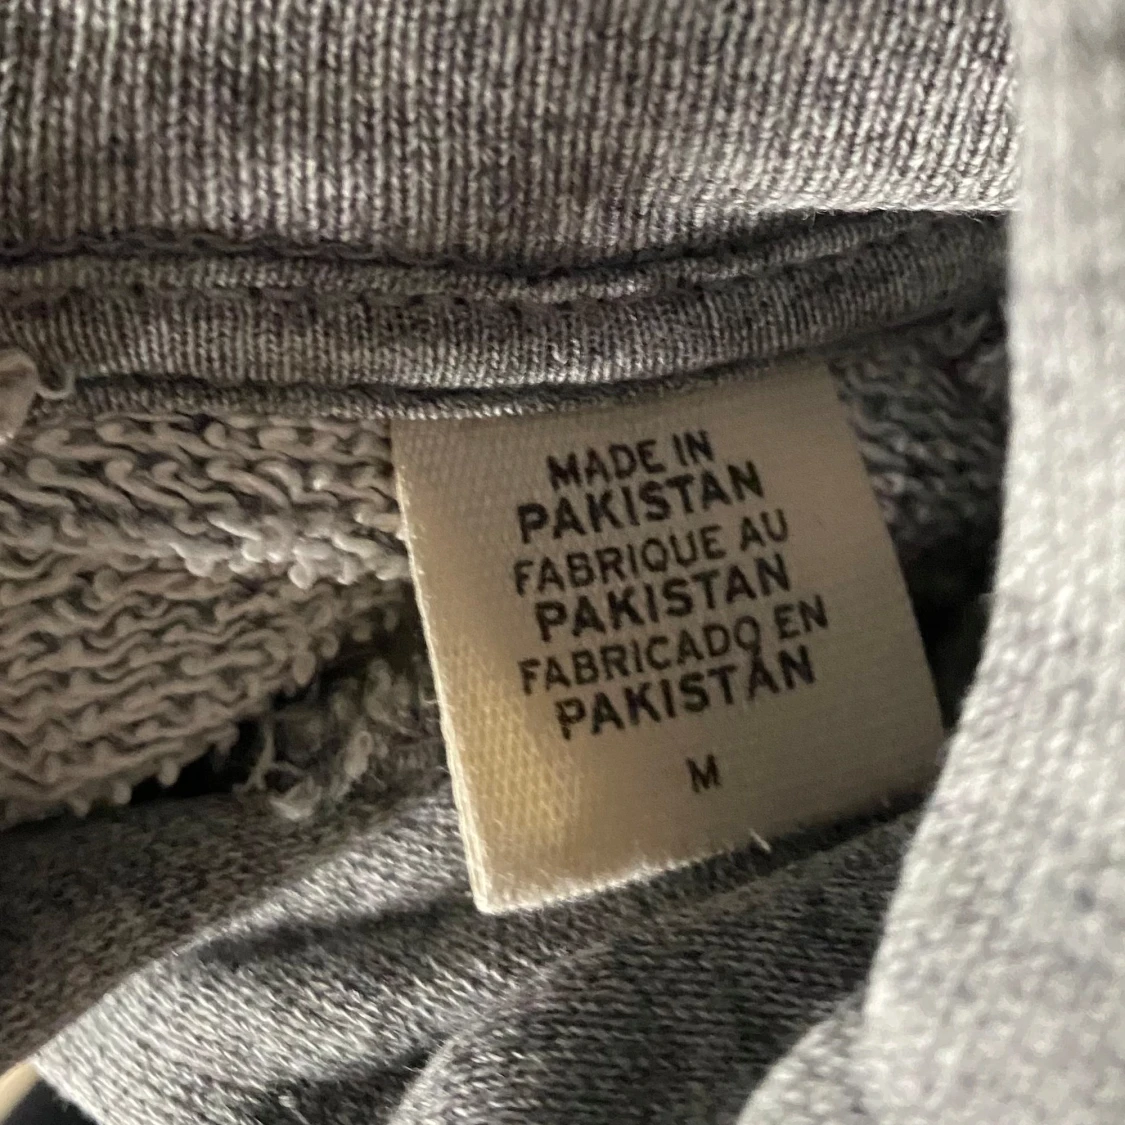 MADE IN
PAKISTAN
FABRIQUE AU
PAKISTAN
FABRICADO EN
PAKISTÁN
M